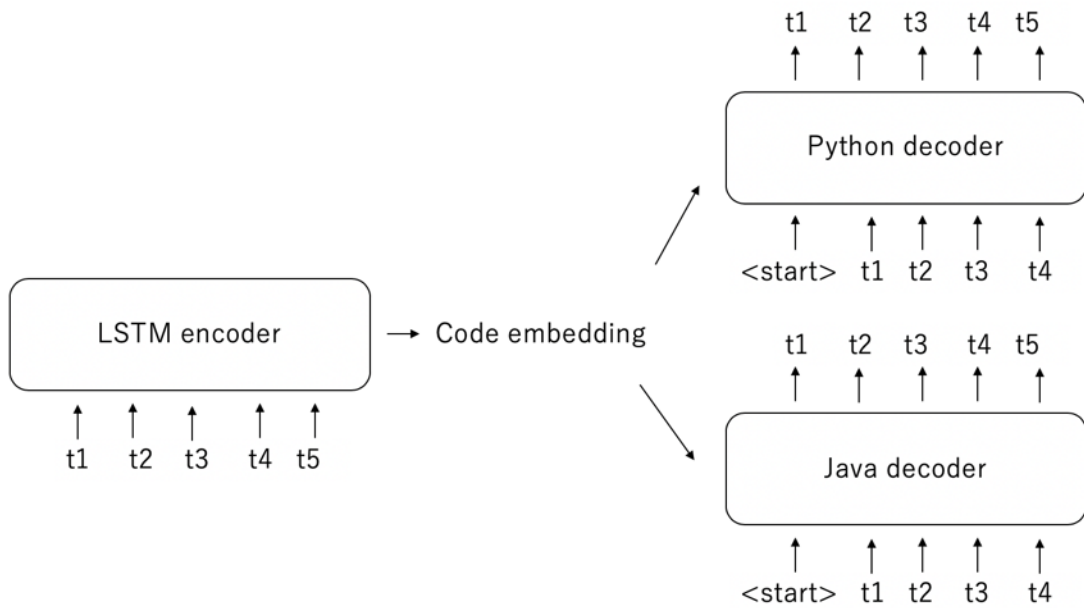 t1 t2 t3 t4 t5
Python decoder
<start> t1 t2 t3 t4
LSTM encoder
Code embedding
t1 t2 t3 t4 t5
t1 t2 t3 t4 t5
Java decoder
<start> t1 t2 t3 t4